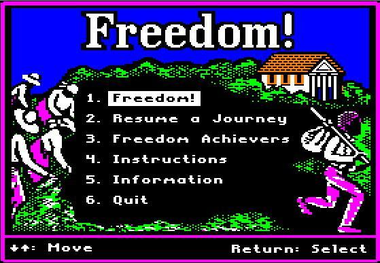 Freedom!
1. Freedom!
2. Resume a Journey
3. Freedom Achievers
4. Instructions
5. Information
6. Quit
↓↑: Move
Return: Select